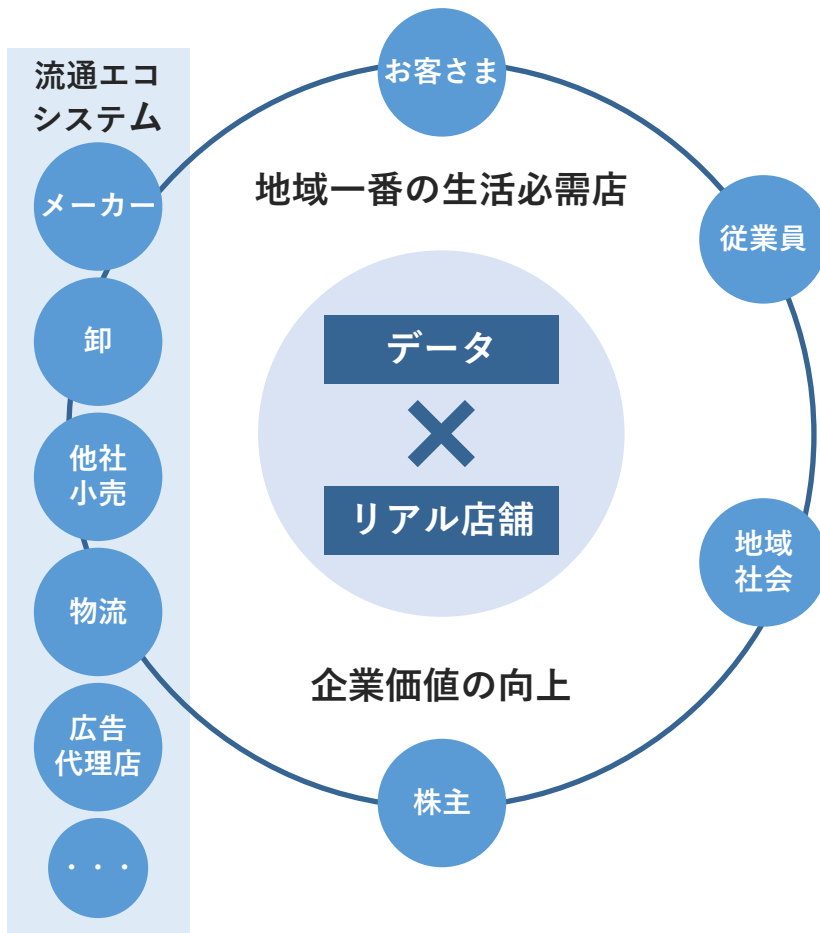 流通エコ
システム
メーカー
卸
他社
小売
物流
広告
代理店
・・・
お客さま
地域一番の生活必需店
従業員
データ
×
リアル店舗
地域
社会
企業価値の向上
株主